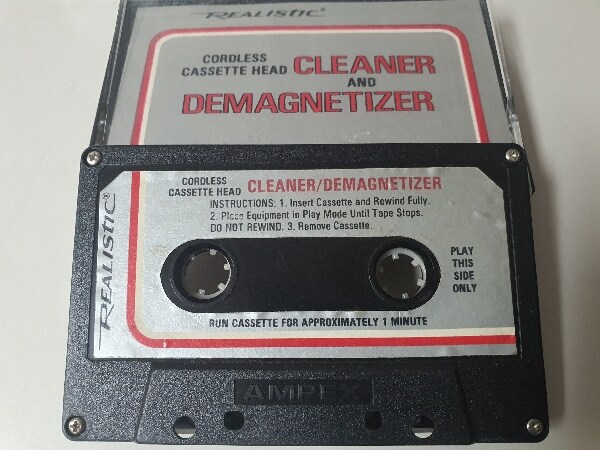 REALISTIC®
CORDLESS
CASSETTE HEAD CLEANER
AND
DEMAGNETIZER
CORDLESS
CASSETTE HEAD CLEANER/DEMAGNETIZER
INSTRUCTIONS: 1. Insert Cassette and Rewind Fully.
2. Place Equipment in Play Mode Until Tape Stops.
DO NOT REWIND. 3. Remove Cassette.
REALISTIC®
PLAY
THIS
SIDE
ONLY
RUN CASSETTE FOR APPROXIMATELY 1 MINUTE
AMPEX